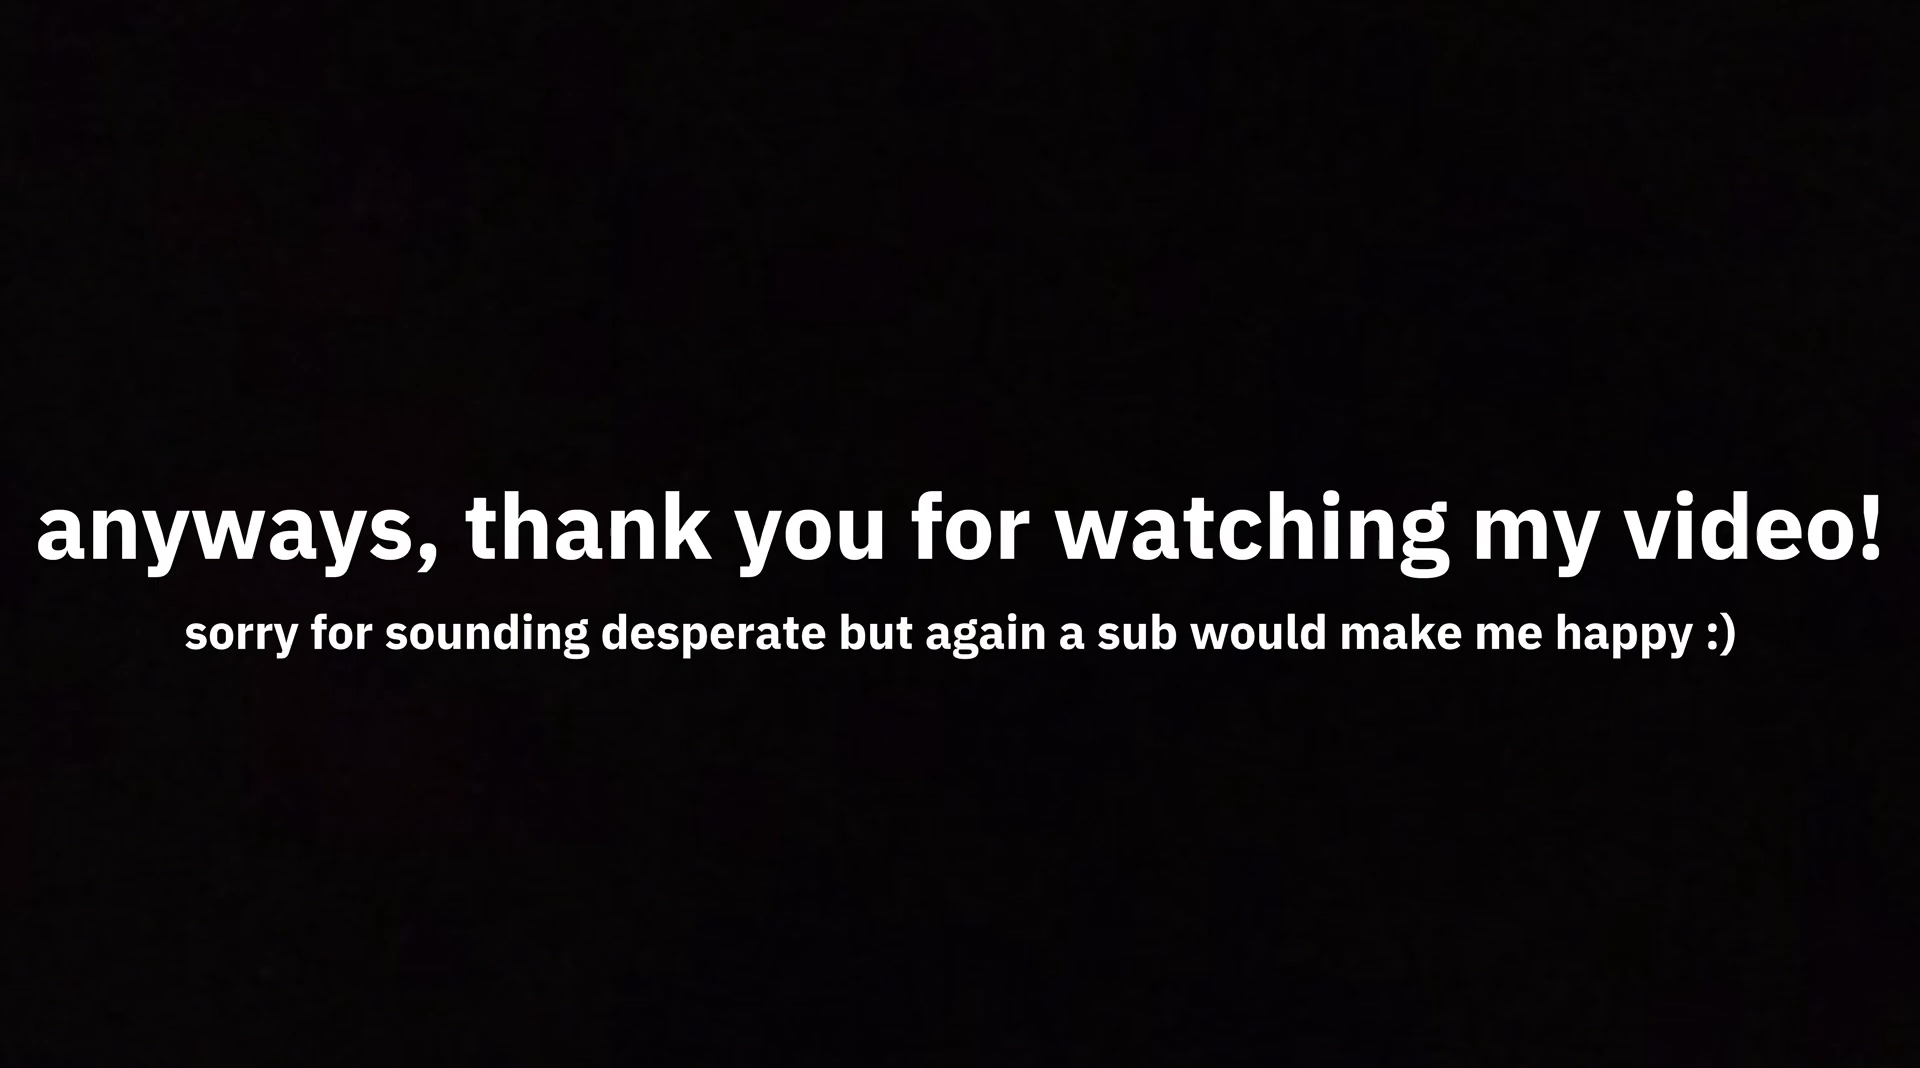 anyways, thank you for watching my video!
sorry for sounding desperate but again a sub would make me happy :)